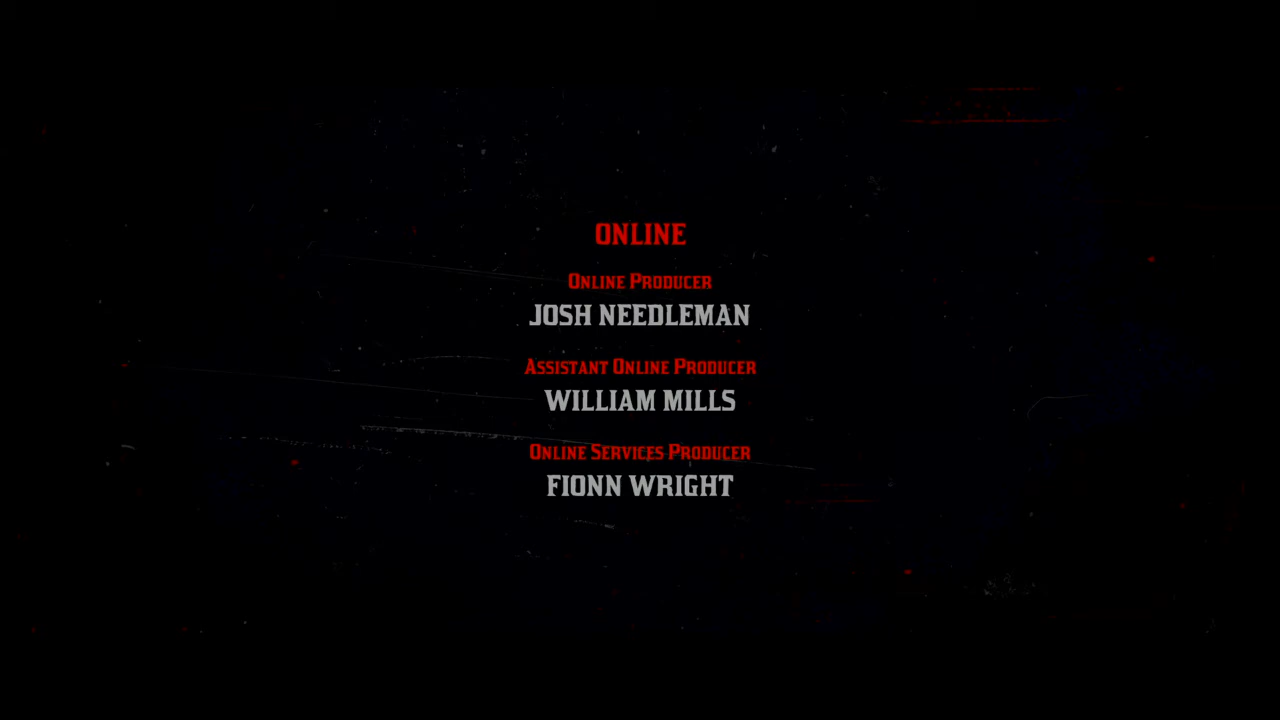 ONLINE
Online Producer
JOSH NEEDLEMAN
Assistant Online Producer
WILLIAM MILLS
Online Services Producer
FIONN WRIGHT